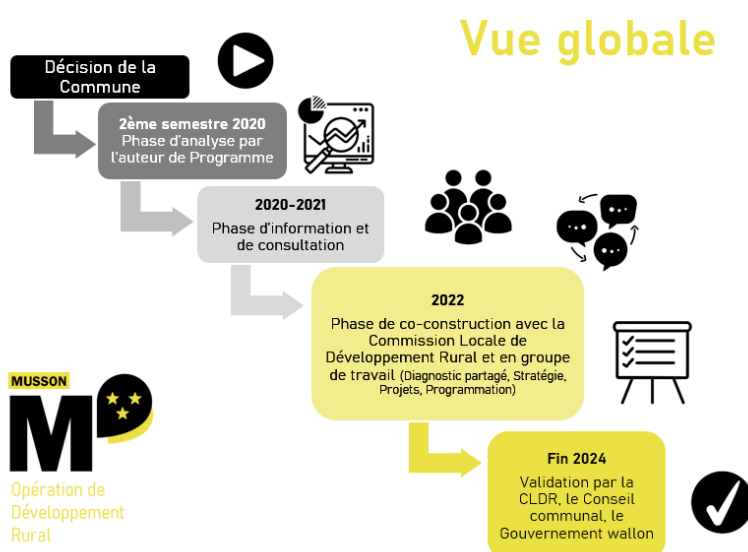 Vue globale
Décision de la
Commune
2ème semestre 2020
Phase d'analyse par
l'auteur de Programme
2020-2021
Phase d'information et
de consultation
2022
Phase de co-construction avec la
Commission Locale de
Développement Rural et en groupe
de travail (Diagnostic partagé, Stratégie,
Projets, Programmation)
Fin 2024
Validation par la
CLDR, le Conseil
communal, le
Gouvernement wallon
MUSSON
M
Opération de
Développement
Rural